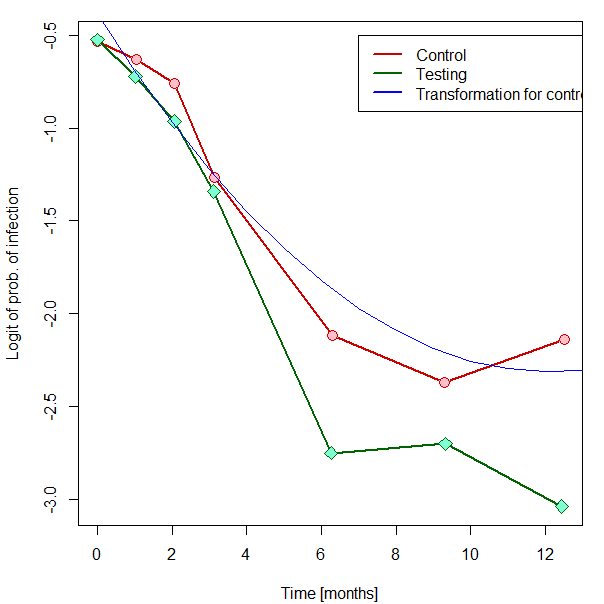 -0.5
-1.0
-1.5
-2.0
-2.5
-3.0
Logit of prob. of infection
Control
Testing
Transformation for contr
0 2 4 6 8 10 12
Time [months]